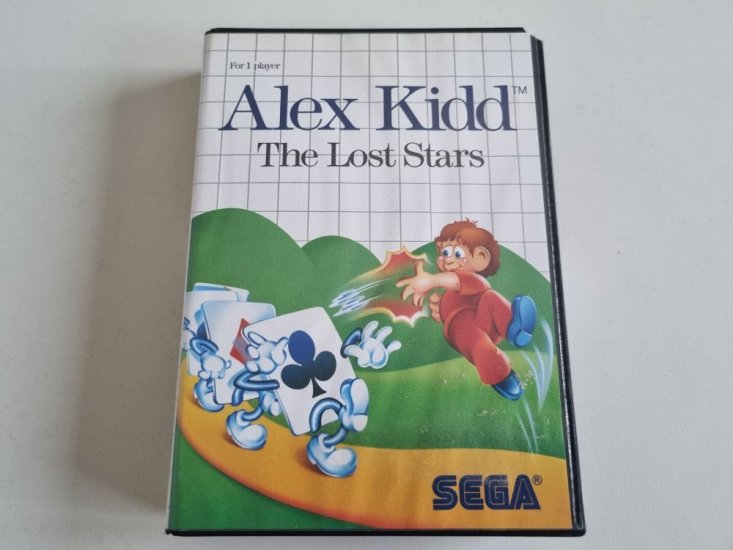 For 1 player
Alex Kidd™
The Lost Stars
SEGA®